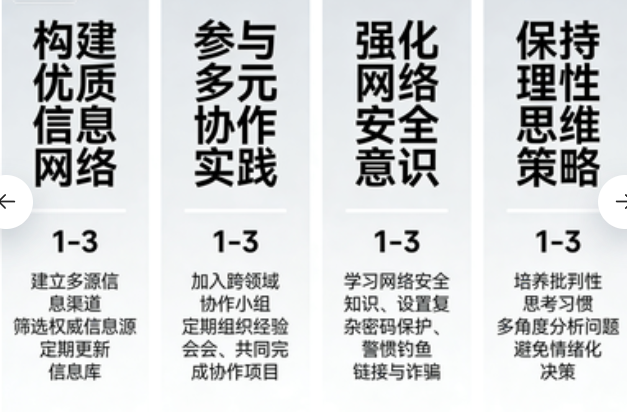 构建
优质
信息
网络
1-3
建立多源信
息渠道
筛选权威信息源
定期更新
信息库
参与
多元
协作
实践
1-3
加入跨领域
协作小组
定期组织经验
会会、共同完
成协作项目
强化
网络
安全
意识
1-3
学习网络安全
知识、设置复
杂密码保护、
警惯钓鱼
链接与诈骗
保持
理性
思维
策略
1-3
培养批判性
思考习惯
多角度分析问题
避免情绪化
决策